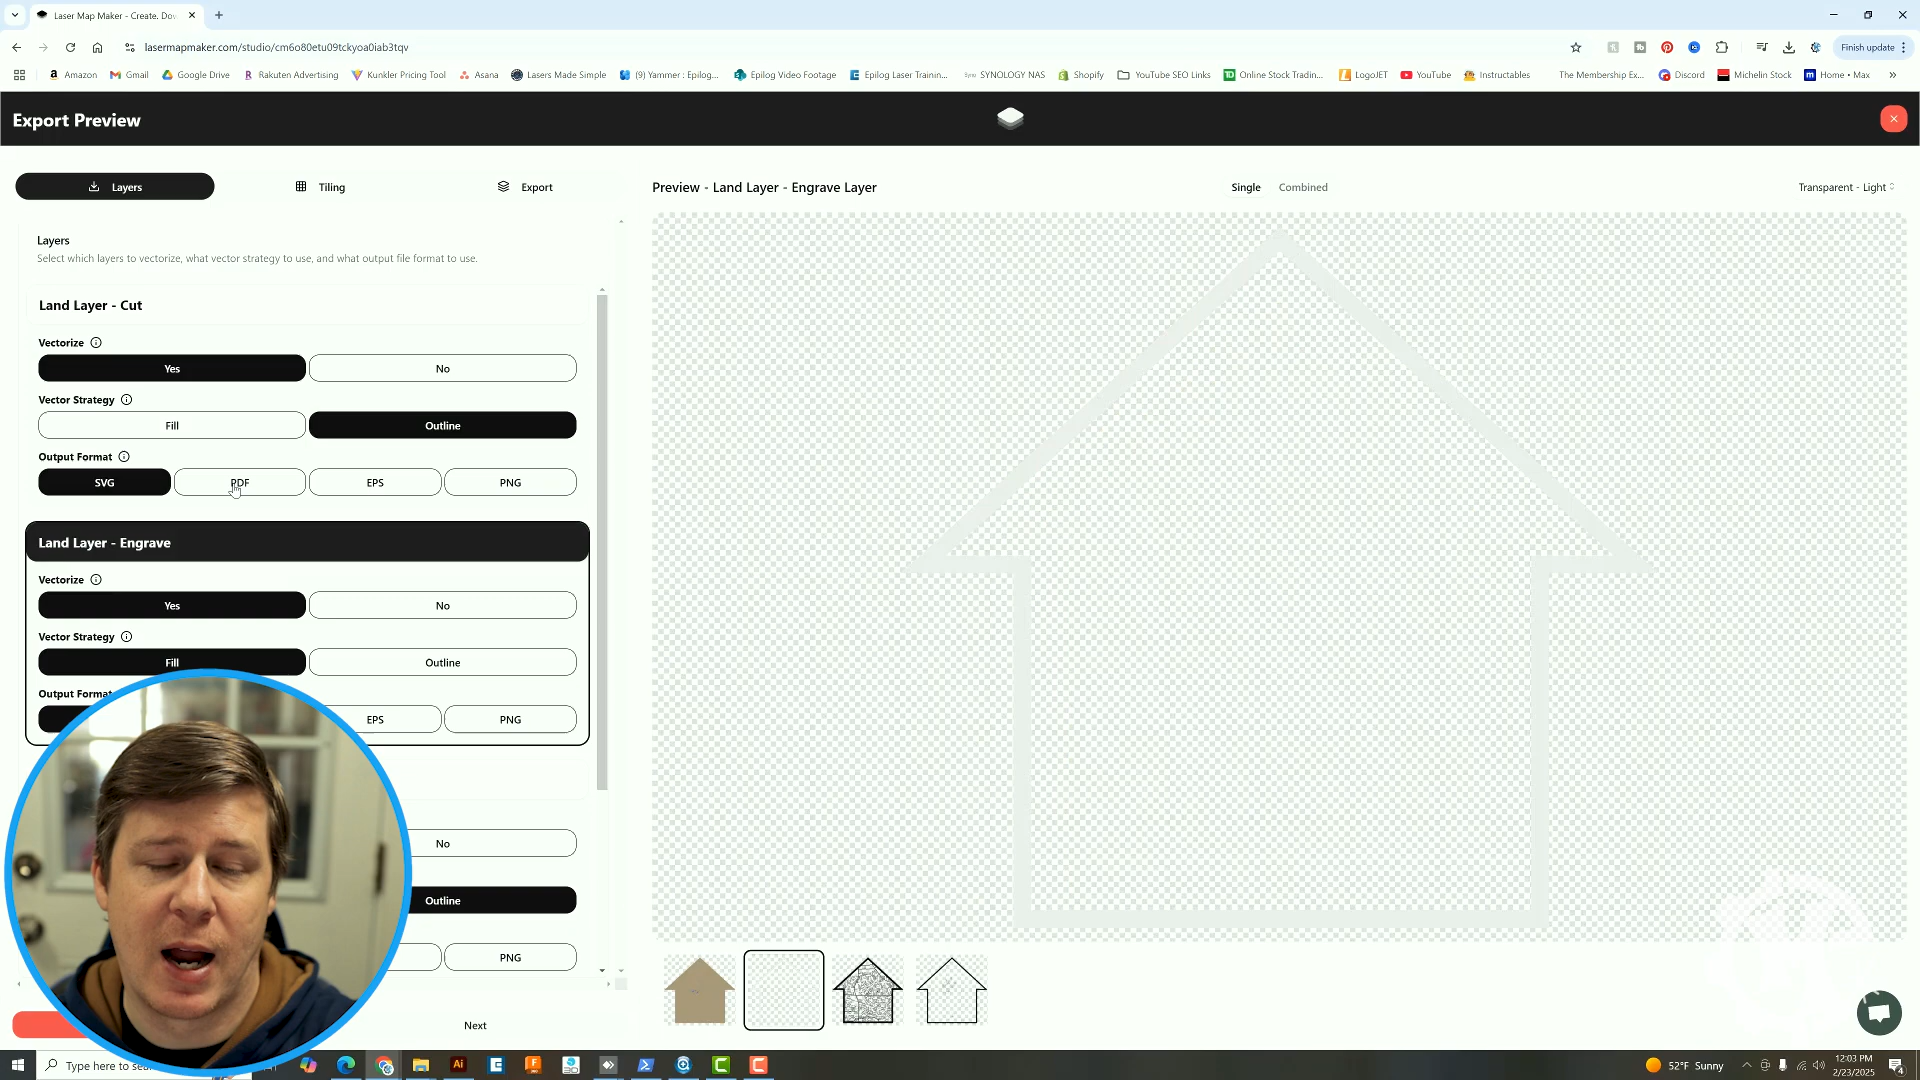 Laser Map Maker - Create. Dov
lasermapmaker.com/studio/cm6o80etu09tckyoa0iab3tqv
Finish update
Amazon
Gmail
Google Drive
Rakuten Advertising
Kunkler Pricing Tool
Asana
Lasers Made Simple
(9) Yammer : Epilog...
Epilog Video Footage
Epilog Laser Trainin...
SYNOLOGY NAS
Shopify
YouTube SEO Links
Online Stock Tradin...
LogoJET
YouTube
Instructables
The Membership Ex...
Discord
Michelin Stock
Home • Max
Export Preview
Layers
Tiling
Export
Preview - Land Layer - Engrave Layer
Single
Combined
Transparent - Light
Layers
Select which layers to vectorize, what vector strategy to use, and what output file format to use.
Land Layer - Cut
Vectorize
Yes
No
Vector Strategy
Fill
Outline
Output Format
SVG
PDF
EPS
PNG
Land Layer - Engrave
Vectorize
Yes
No
Vector Strategy
Fill
Outline
Output Format
EPS
PNG
No
Outline
PNG
Next
Type here to sea
52°F Sunny
12:03 PM
2/23/2025